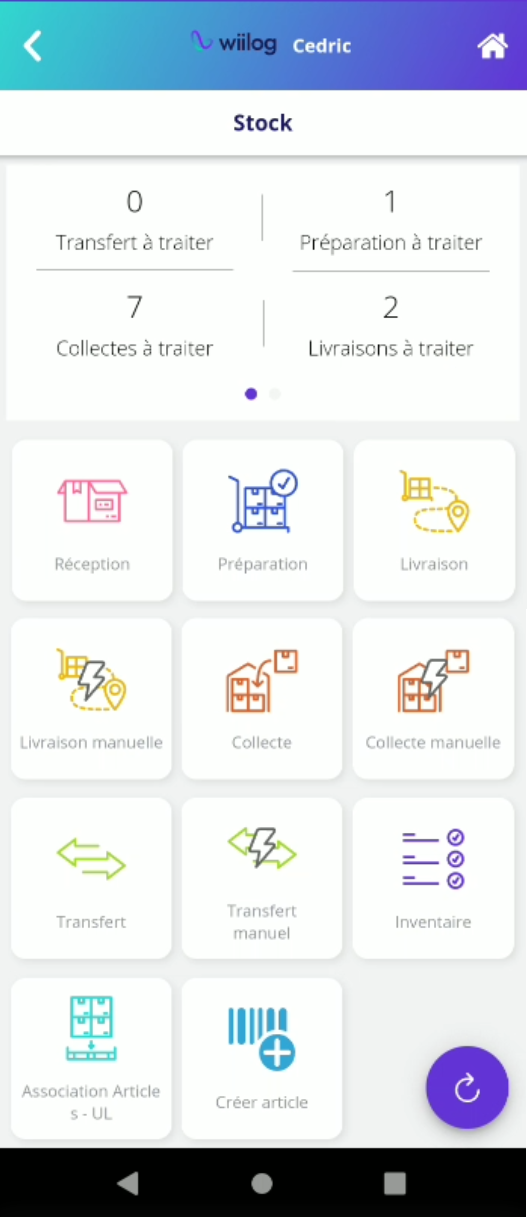 wiilog Cedric
Stock
0
1
Transfert à traiter
Préparation à traiter
7
2
Collectes à traiter
Livraisons à traiter
Réception
Préparation
Livraison
Livraison manuelle
Collecte
Collecte manuelle
Transfert
Transfert
manuel
Inventaire
Association Article
s - UL
Créer article